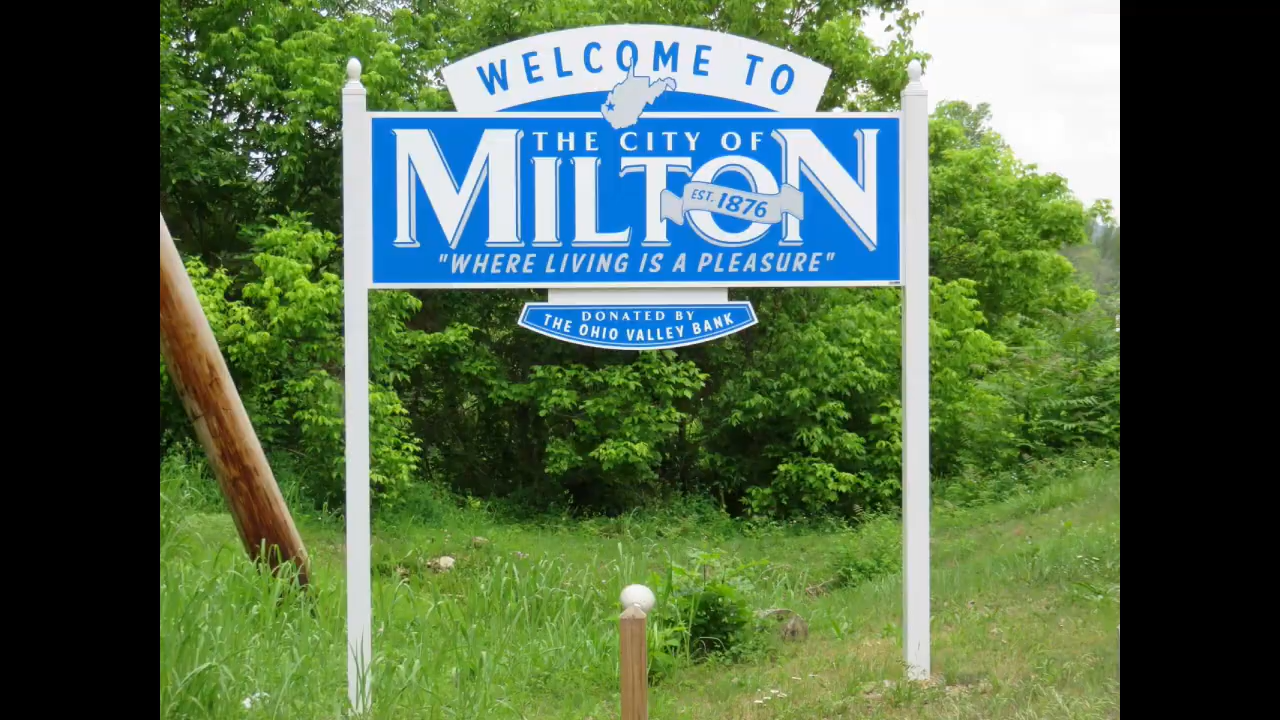 WELCOME TO
THE CITY OF
MILTON
EST. 1876
"WHERE LIVING IS A PLEASURE"
DONATED BY
THE OHIO VALLEY BANK